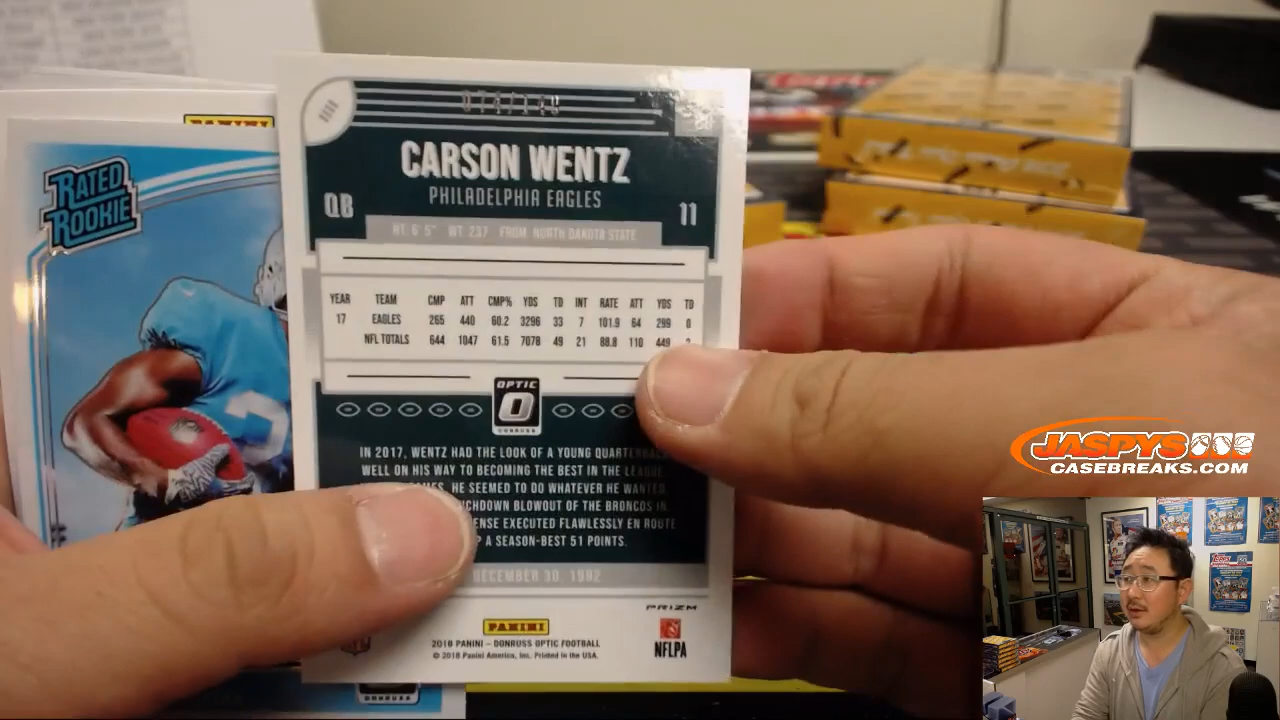 PANINI
RATED
ROOKIE
CARSON WENTZ
PHILADELPHIA EAGLES
QB
11
HT. 6' 5" WT. 237 FROM NORTH DAKOTA STATE
YEAR TEAM CMP ATT CMP% YDS TD INT RATE ATT YDS TD
17 EAGLES 265 440 60.2 3296 33 7 101.9 64 299 0
NFL TOTALS 644 1047 61.5 7078 49 21 88.8 110 449
OPTIC
DONRUSS
IN 2017, WENTZ HAD THE LOOK OF A YOUNG QUARTERBACK
WELL ON HIS WAY TO BECOMING THE BEST IN THE LEAGUE.
HE SEEMED TO DO WHATEVER HE WANTED.
BLOWOUT OF THE BRONCOS IN
EXECUTED FLAWLESSLY EN ROUTE
A SEASON-BEST 51 POINTS.
DECEMBER 30, 1992
PRIZM
PANINI
2018 PANINI – DONRUSS OPTIC FOOTBALL
© 2018 Panini America, Inc. Printed in the USA.
NFLPA
JASPYS
CASEBREAKS.COM